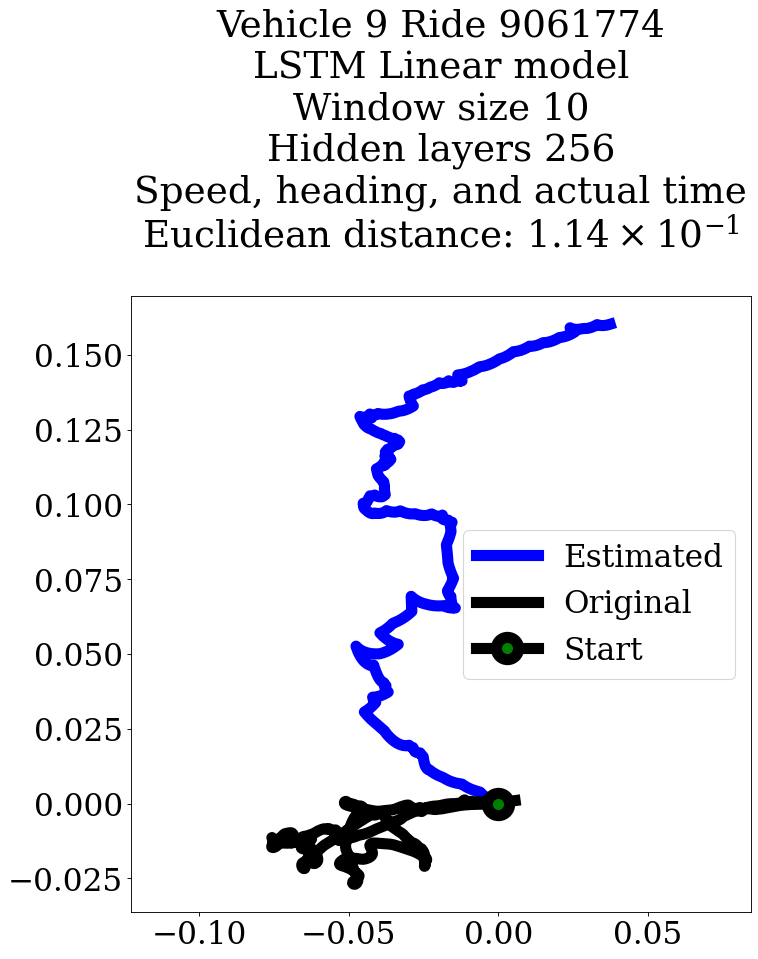 Vehicle 9 Ride 9061774
LSTM Linear model
Window size 10
Hidden layers 256
Speed, heading, and actual time
Euclidean distance: 1.14 × 10⁻¹
0.150
0.125
0.100
0.075
0.050
0.025
0.000
−0.025
Estimated
Original
Start
−0.10
−0.05
0.00
0.05